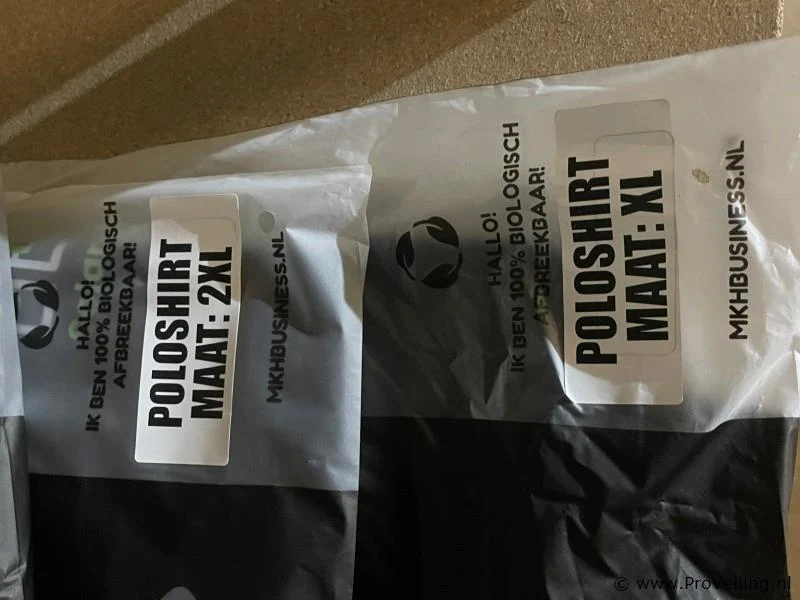 HALLO!
IK BEN 100% BIOLOGISCH
AFBREEKBAAR!
POLOSHIRT
MAAT: 2XL
MKHBUSINESS.NL
HALLO!
IK BEN 100% BIOLOGISCH
AFBREEKBAAR!
POLOSHIRT
MAAT: XL
MKHBUSINESS.NL
© www.ProVeiling.nl